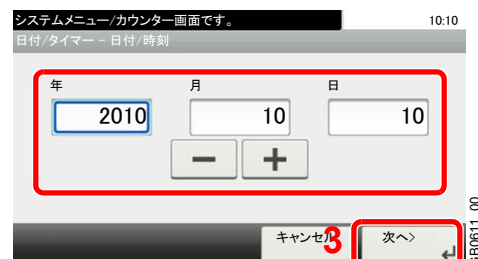 システムメニュー/カウンター画面です。 10:10
日付/タイマー - 日付/時刻
年 月 日
2010 10 10
− +
キャンセル 3 次へ>
GB0611_00